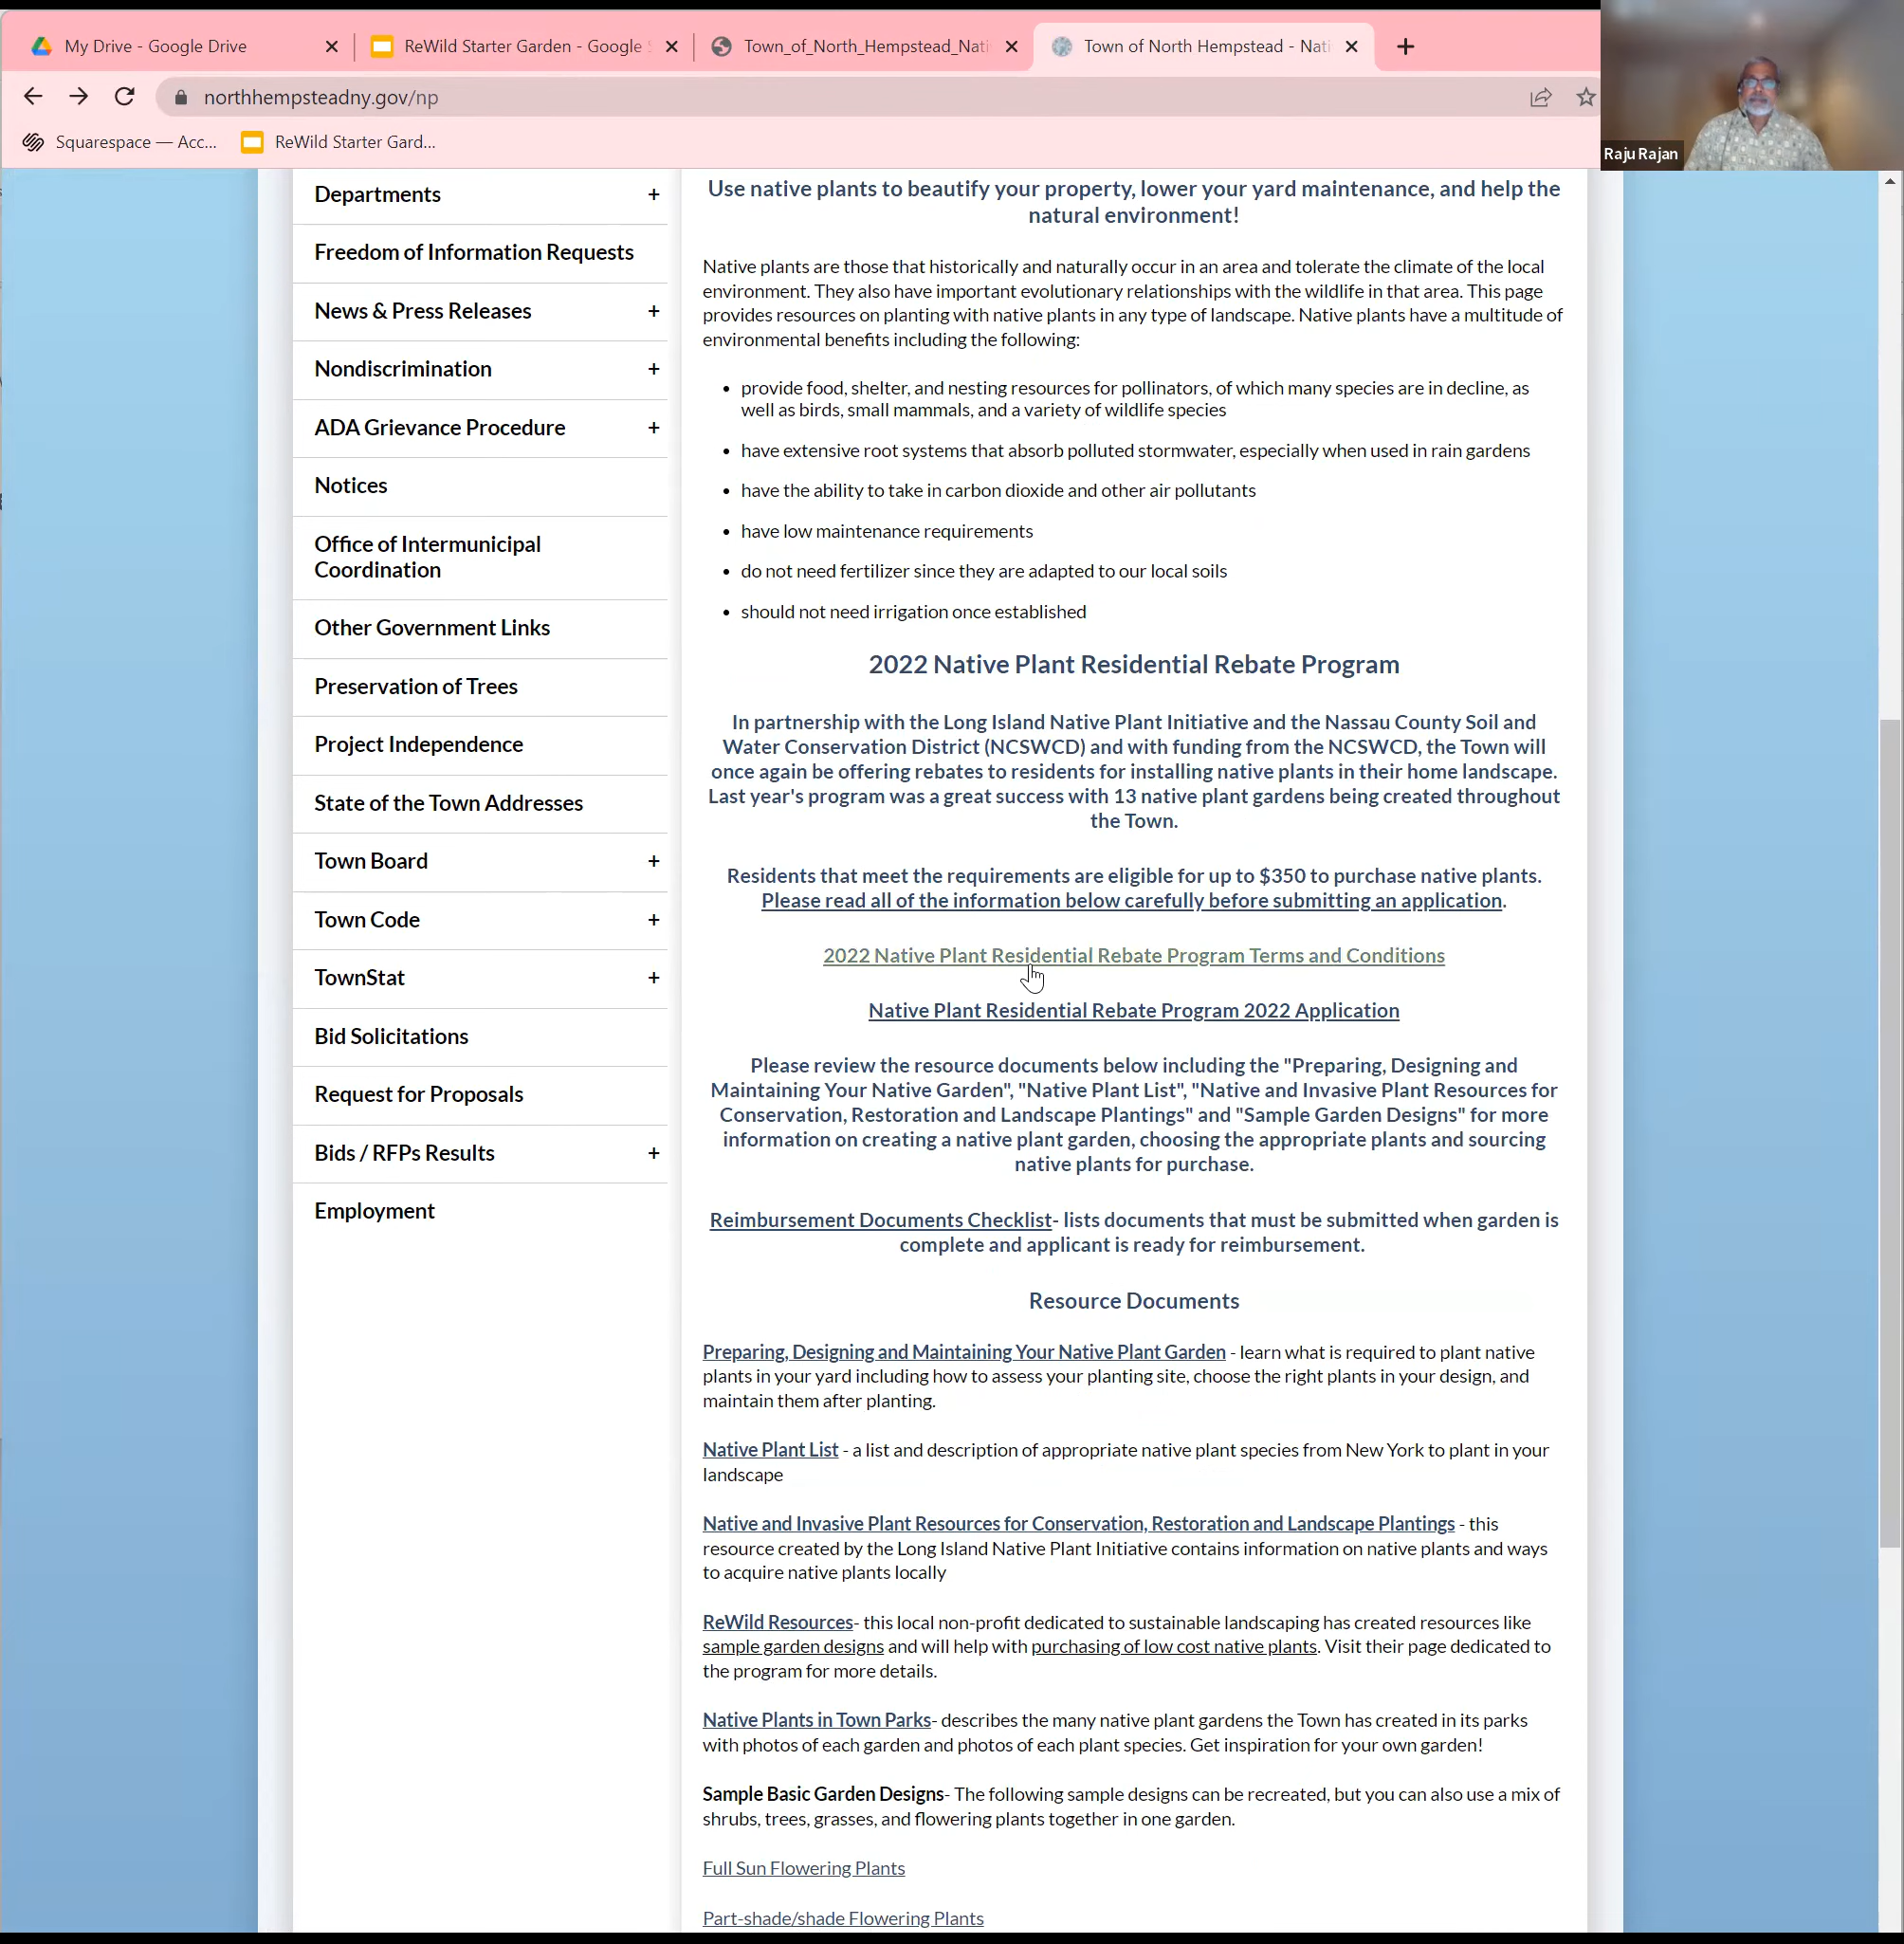 My Drive - Google Drive
ReWild Starter Garden - Google
Town_of_North_Hempstead_Nati
Town of North Hempstead - Nati
northhempsteadny.gov/np
Squarespace — Acc...
ReWild Starter Gard...
Raju Rajan
Departments +
Freedom of Information Requests
News & Press Releases +
Nondiscrimination +
ADA Grievance Procedure +
Notices
Office of Intermunicipal
Coordination
Other Government Links
Preservation of Trees
Project Independence
State of the Town Addresses
Town Board +
Town Code +
TownStat +
Bid Solicitations
Request for Proposals
Bids / RFPs Results +
Employment
Use native plants to beautify your property, lower your yard maintenance, and help the
natural environment!
Native plants are those that historically and naturally occur in an area and tolerate the climate of the local
environment. They also have important evolutionary relationships with the wildlife in that area. This page
provides resources on planting with native plants in any type of landscape. Native plants have a multitude of
environmental benefits including the following:
• provide food, shelter, and nesting resources for pollinators, of which many species are in decline, as
well as birds, small mammals, and a variety of wildlife species
• have extensive root systems that absorb polluted stormwater, especially when used in rain gardens
• have the ability to take in carbon dioxide and other air pollutants
• have low maintenance requirements
• do not need fertilizer since they are adapted to our local soils
• should not need irrigation once established
2022 Native Plant Residential Rebate Program
In partnership with the Long Island Native Plant Initiative and the Nassau County Soil and
Water Conservation District (NCSWCD) and with funding from the NCSWCD, the Town will
once again be offering rebates to residents for installing native plants in their home landscape.
Last year's program was a great success with 13 native plant gardens being created throughout
the Town.
Residents that meet the requirements are eligible for up to $350 to purchase native plants.
Please read all of the information below carefully before submitting an application.
2022 Native Plant Residential Rebate Program Terms and Conditions
Native Plant Residential Rebate Program 2022 Application
Please review the resource documents below including the "Preparing, Designing and
Maintaining Your Native Garden", "Native Plant List", "Native and Invasive Plant Resources for
Conservation, Restoration and Landscape Plantings" and "Sample Garden Designs" for more
information on creating a native plant garden, choosing the appropriate plants and sourcing
native plants for purchase.
Reimbursement Documents Checklist- lists documents that must be submitted when garden is
complete and applicant is ready for reimbursement.
Resource Documents
Preparing, Designing and Maintaining Your Native Plant Garden - learn what is required to plant native
plants in your yard including how to assess your planting site, choose the right plants in your design, and
maintain them after planting.
Native Plant List - a list and description of appropriate native plant species from New York to plant in your
landscape
Native and Invasive Plant Resources for Conservation, Restoration and Landscape Plantings - this
resource created by the Long Island Native Plant Initiative contains information on native plants and ways
to acquire native plants locally
ReWild Resources- this local non-profit dedicated to sustainable landscaping has created resources like
sample garden designs and will help with purchasing of low cost native plants. Visit their page dedicated to
the program for more details.
Native Plants in Town Parks- describes the many native plant gardens the Town has created in its parks
with photos of each garden and photos of each plant species. Get inspiration for your own garden!
Sample Basic Garden Designs- The following sample designs can be recreated, but you can also use a mix of
shrubs, trees, grasses, and flowering plants together in one garden.
Full Sun Flowering Plants
Part-shade/shade Flowering Plants